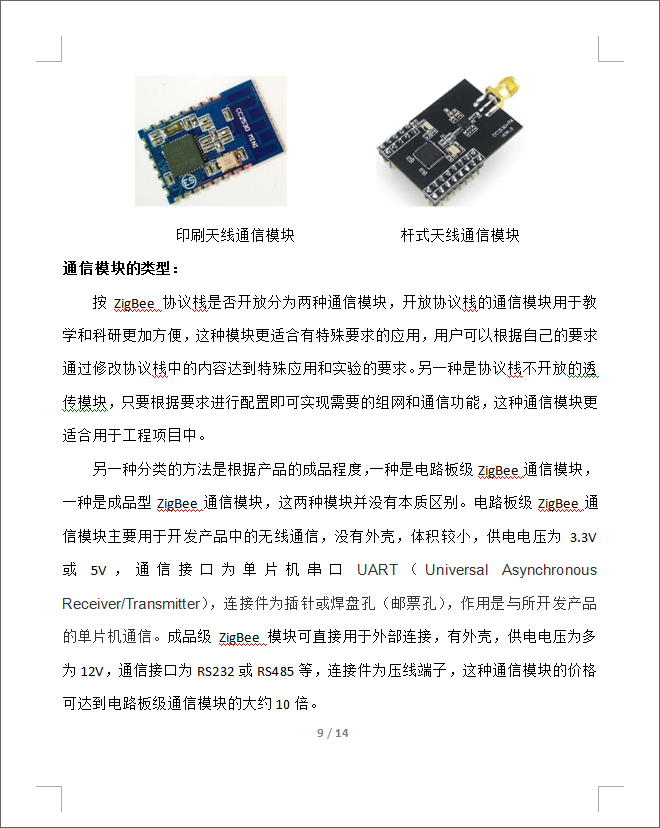 CC2530 MINI
印刷天线通信模块
杆式天线通信模块
通信模块的类型：
按 ZigBee 协议栈是否开放分为两种通信模块，开放协议栈的通信模块用于教
学和科研更加方便，这种模块更适合有特殊要求的应用，用户可以根据自己的要求
通过修改协议栈中的内容达到特殊应用和实验的要求。另一种是协议栈不开放的透
传模块，只要根据要求进行配置即可实现需要的组网和通信功能，这种通信模块更
适合用于工程项目中。
另一种分类的方法是根据产品的成品程度，一种是电路板级 ZigBee 通信模块，
一种是成品型 ZigBee 通信模块，这两种模块并没有本质区别。电路板级 ZigBee 通
信模块主要用于开发产品中的无线通信，没有外壳，体积较小，供电电压为 3.3V
或 5V，通信接口为单片机串口 UART（Universal Asynchronous
Receiver/Transmitter），连接件为插针或焊盘孔（邮票孔），作用是与所开发产品
的单片机通信。成品级 ZigBee 模块可直接用于外部连接，有外壳，供电电压为多
为 12V，通信接口为 RS232 或 RS485 等，连接件为压线端子，这种通信模块的价格
可达到电路板级通信模块的大约 10 倍。
9 / 14